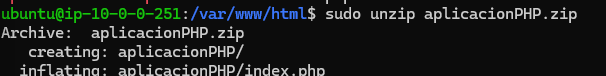 ubuntu@ip-10-0-0-251:/var/www/html$ sudo unzip aplicacionPHP.zip
Archive:  aplicacionPHP.zip
   creating: aplicacionPHP/
  inflating: aplicacionPHP/index.php